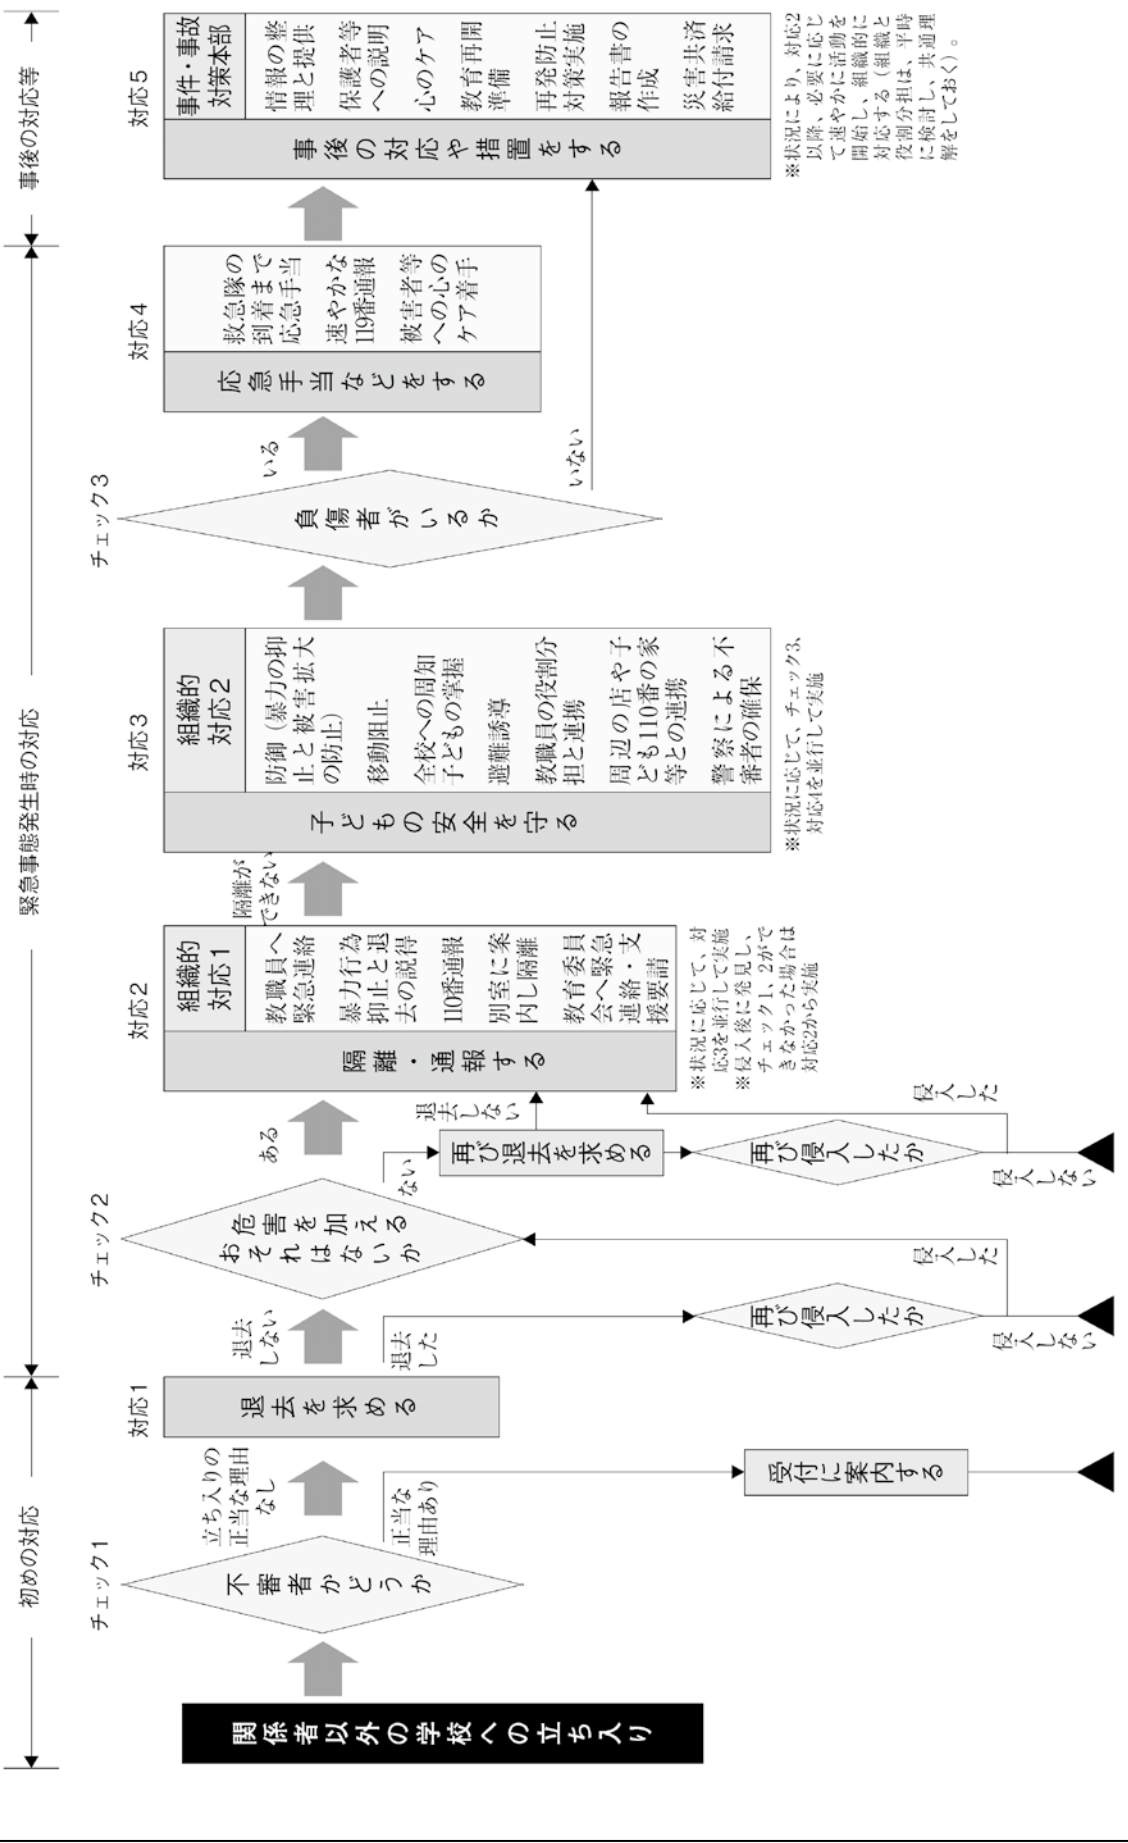 初めの対応
緊急事態発生時の対応
事後の対応等
関係者以外の学校への立ち入り
チェック1
不審者かどうか
立ち入りの
正当な理由
なし
正当な
理由あり
受付に案内する
対応1
退去を求める
退去
しない
退去
した
再び侵入したか
侵入した
侵入しない
チェック2
危害を加える
おそれはないか
ある
ない
再び退去を求める
退去
しない
再び侵入したか
侵入した
侵入しない
対応2
組織的
対応1
隔離・通報する
教職員へ
緊急連絡
暴力行為
抑止と退
去の説得
110番通報
別室に案
内し隔離
教育委員
会へ緊急
連絡・支
援要請
※状況に応じて、対
応3を並行して実施
※侵入後に発見し、
チェック1、2がで
きなかった場合は
対応2から実施
隔離が
できない
対応3
組織的
対応2
子どもの安全を守る
防御（暴力の抑
止と被害拡大
の防止）
移動阻止
全校への周知
子どもの掌握
避難誘導
教職員の役割分
担と連携
周辺の店や子
ども110番の家
等との連携
警察による不
審者の確保
※状況に応じて、チェック3、
対応4を並行して実施
チェック3
負傷者がいるか
いる
いない
対応4
応急手当などをする
救急隊の
到着まで
応急手当
速やかな
119番通報
被害者等
への心の
ケア着手
対応5
事件・事故
対策本部
事後の対応や措置をする
情報の整
理と提供
保護者等
への説明
心のケア
教育再開
準備
再発防止
対策実施
報告書の
作成
災害共済
給付請求
※状況により、対応2
以降、必要に応じ
て速やかに活動を
開始し、組織的に
対応する（組織と
役割分担は、平時
に検討し、共通理
解をしておく）。